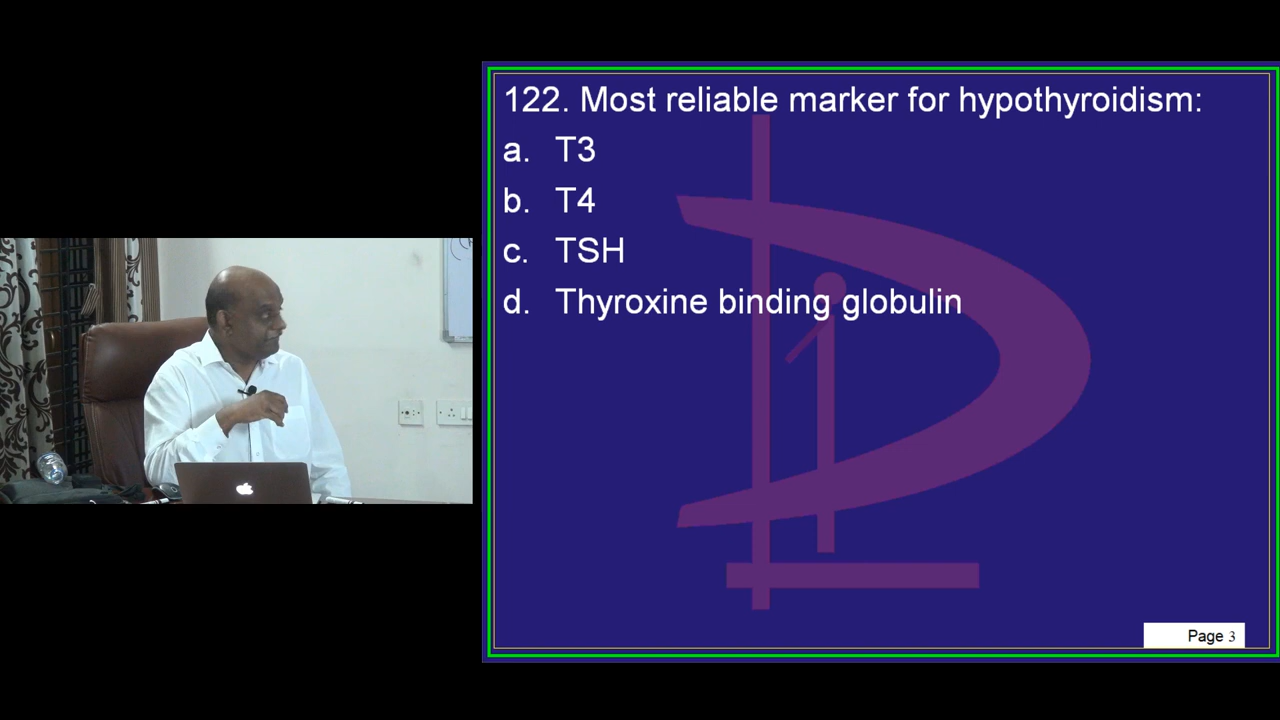 122. Most reliable marker for hypothyroidism:
a. T3
b. T4
c. TSH
d. Thyroxine binding globulin
Page 3